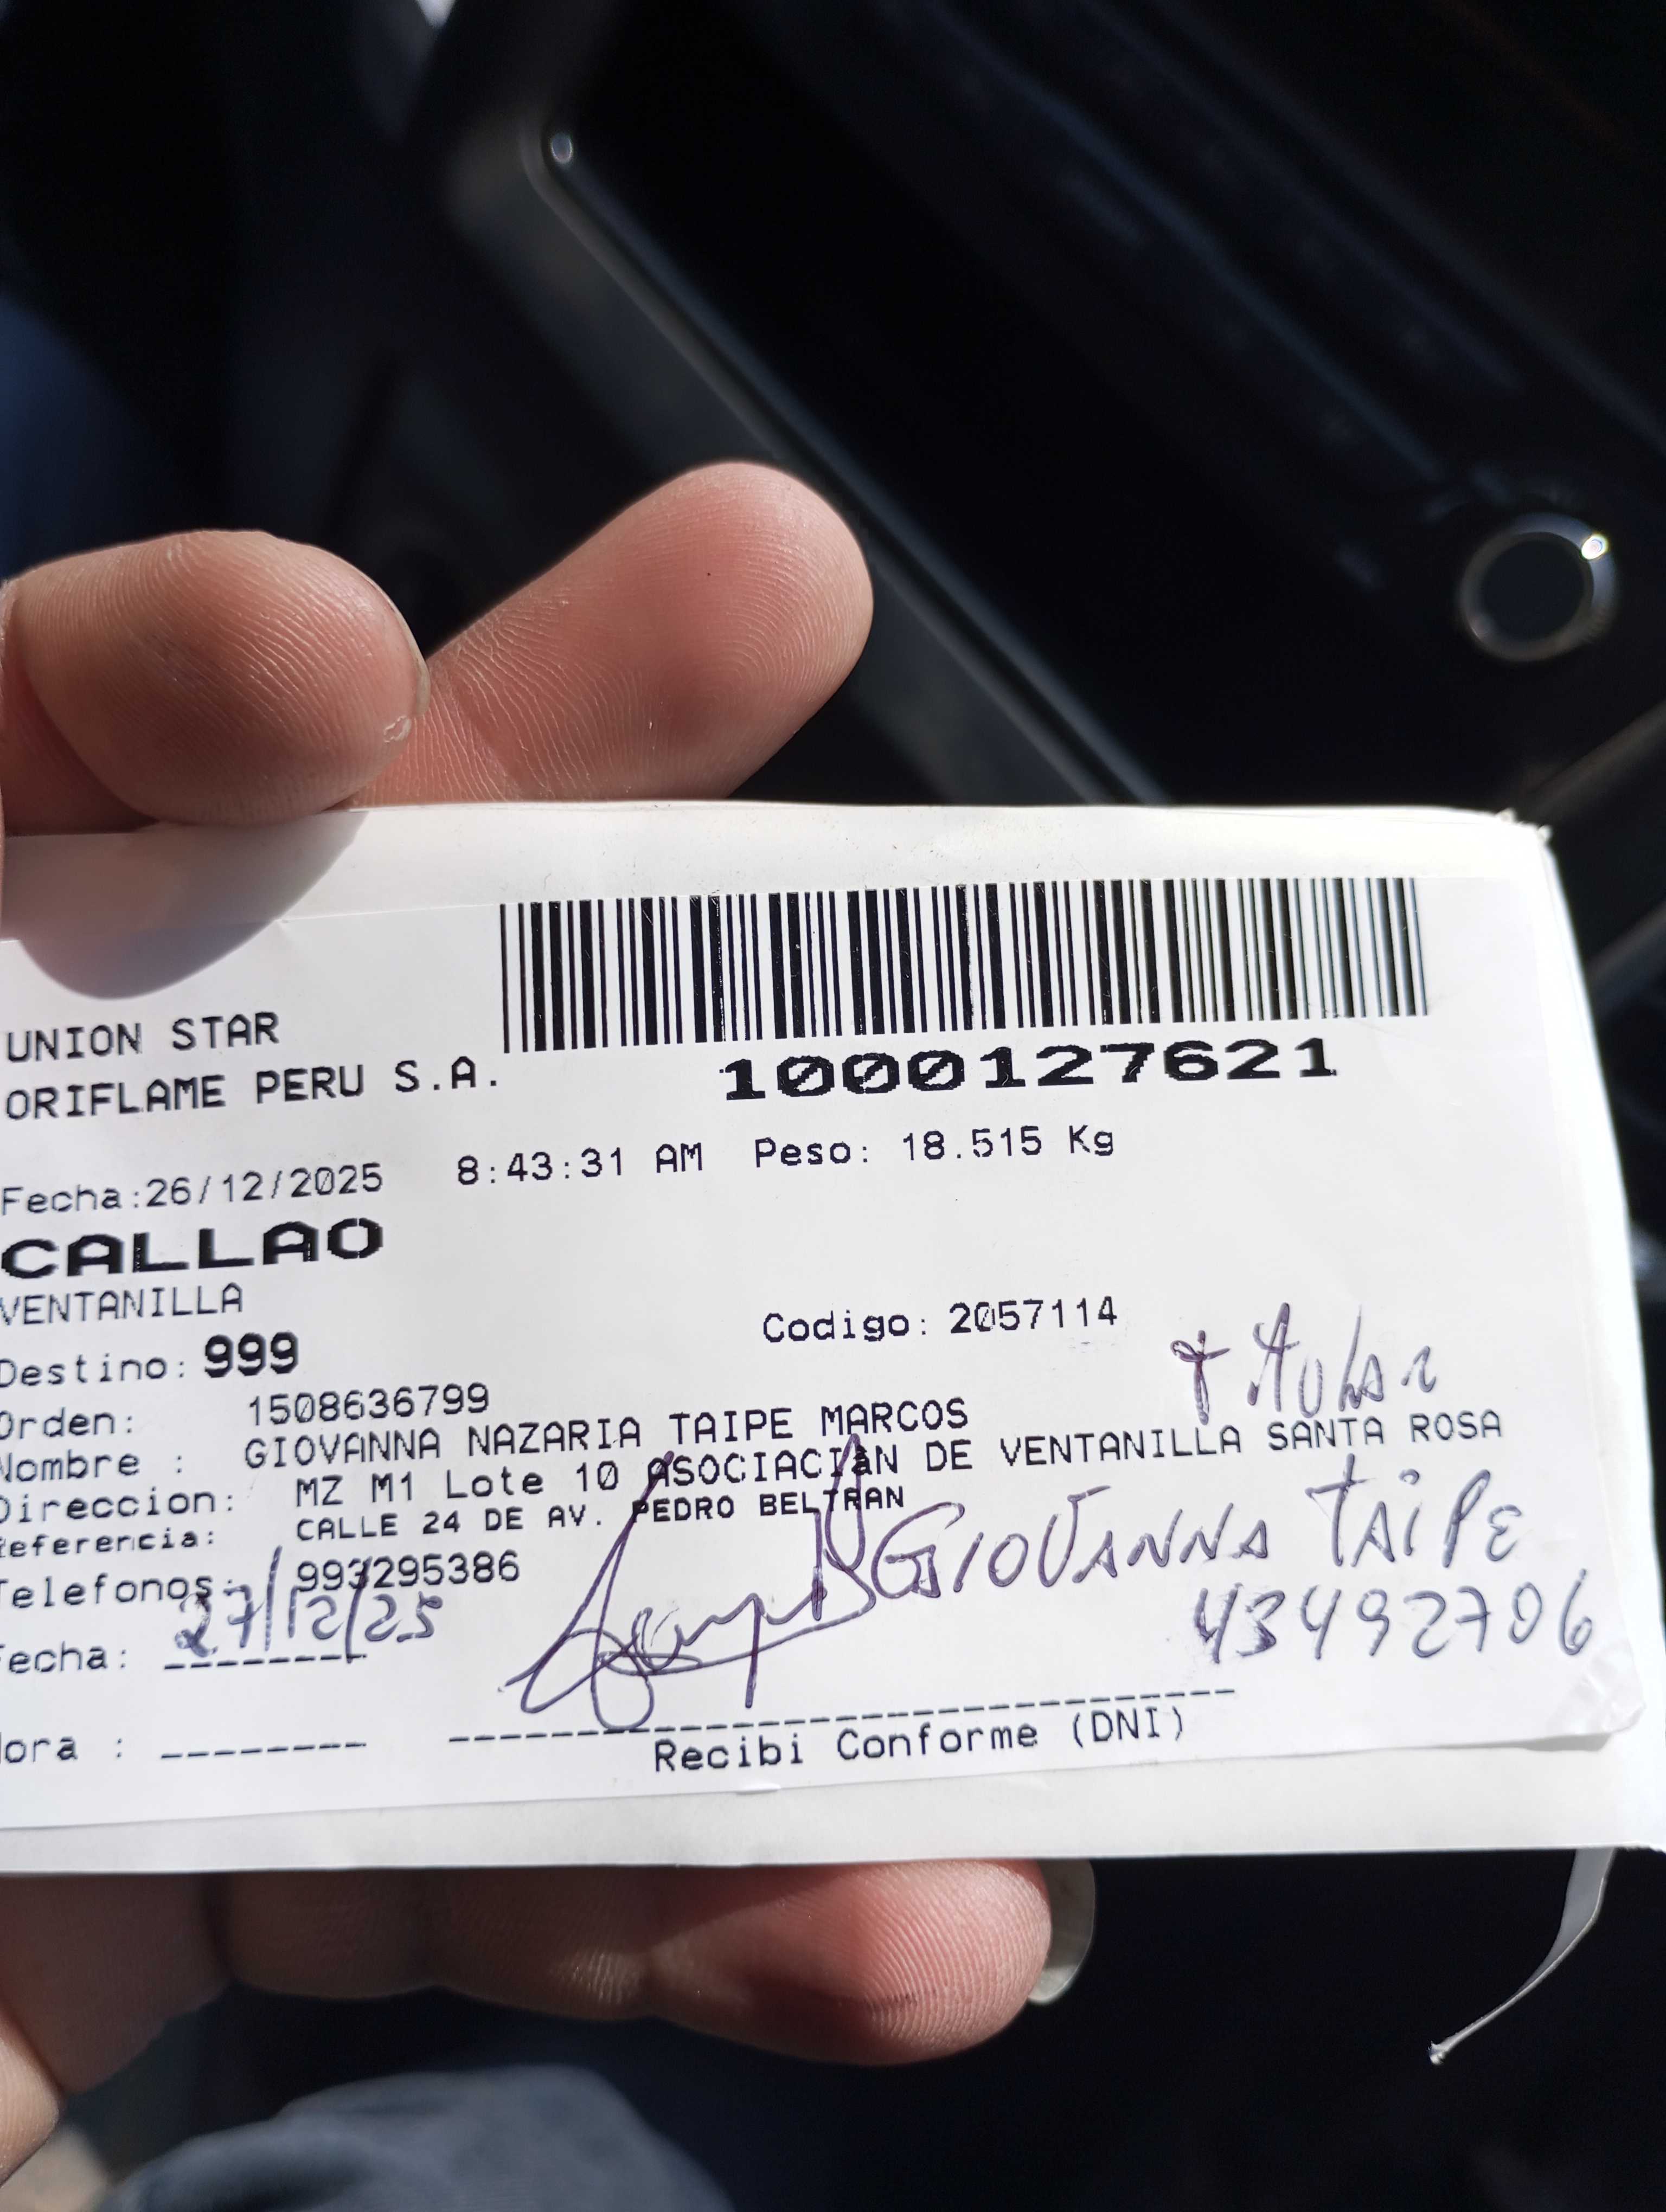 UNION STAR
ORIFLAME PERU S.A.
1000127621
Fecha:26/12/2025 8:43:31 AM Peso: 18.515 Kg
CALLAO
VENTANILLA
Destino: 999 Codigo: 2057114
Orden: 1508636799
Nombre : GIOVANNA NAZARIA TAIPE MARCOS
Direccion: MZ M1 Lote 10 ASOCIACIÁN DE VENTANILLA SANTA ROSA
Referencia: CALLE 24 DE AV. PEDRO BELTRAN
Telefonos: 993295386
GIOVANNA TAIPE
43492706
Fecha: 27/12/25
Hora :
Recibi Conforme (DNI)